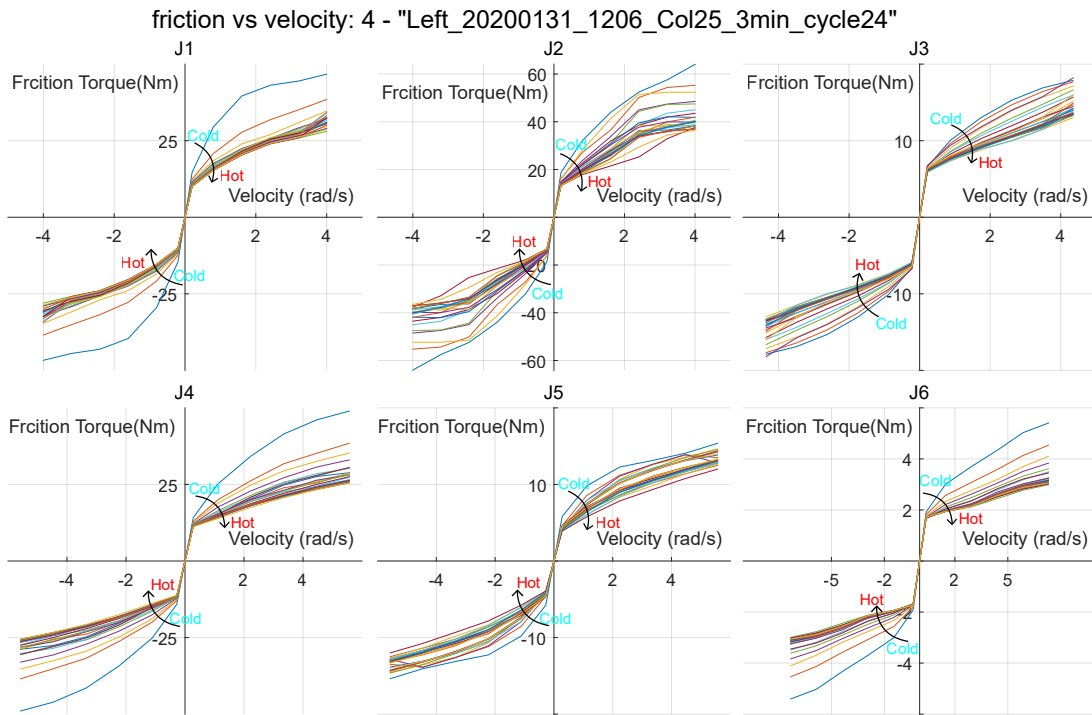 friction vs velocity: 4 - "Left_20200131_1206_Col25_3min_cycle24"
J1
Frcition Torque(Nm)
25
Cold
Hot
Velocity (rad/s)
-4 -2 2 4
Hot
Cold
-25
J2
60
Frcition Torque(Nm)
40
Cold
20
Hot
Velocity (rad/s)
-4 -2 2 4
Hot
-20
Cold
-40
-60
J3
Frcition Torque(Nm)
Cold
10
Hot
Velocity (rad/s)
-4 -2 2 4
Hot
-10
Cold
J4
Frcition Torque(Nm)
25
Cold
Hot
Velocity (rad/s)
-4 -2 2 4
Hot
Cold
-25
J5
Frcition Torque(Nm)
10
Cold
Hot
Velocity (rad/s)
-4 -2 2 4
Hot
Cold
-10
J6
Frcition Torque(Nm)
4
Cold
2
Hot
Velocity (rad/s)
-5 -2 2 5
Hot
-2
Cold
-4